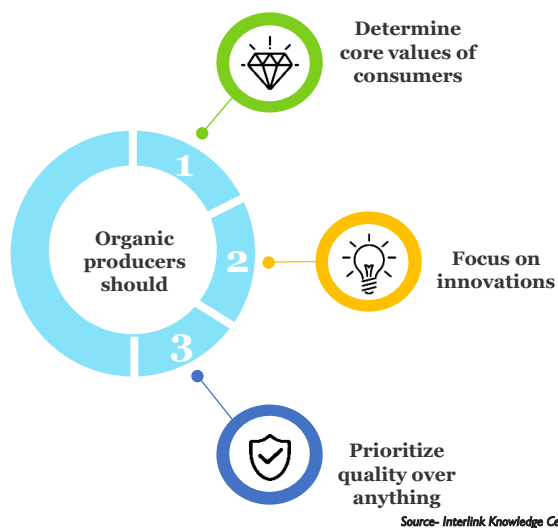 Determine
core values of
consumers
1
Organic
producers
should
2
Focus on
innovations
3
Prioritize
quality over
anything
Source- Interlink Knowledge